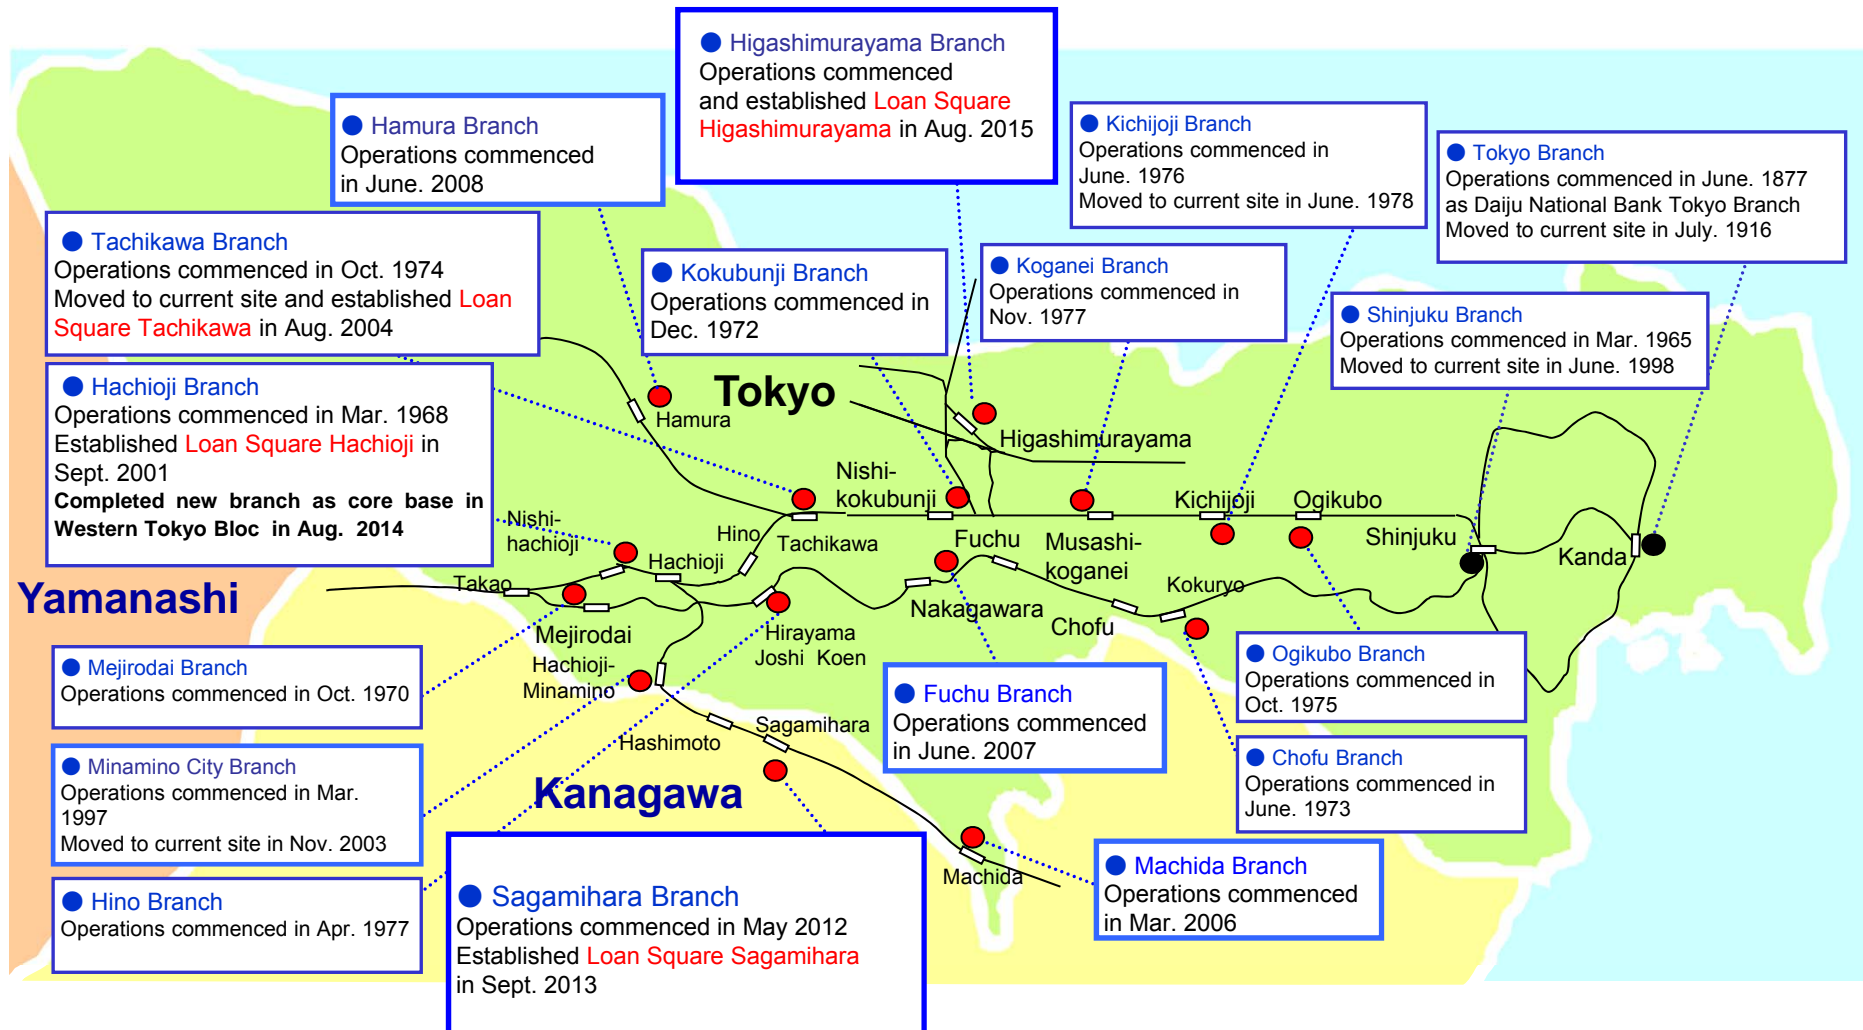 ● Higashimurayama Branch
Operations commenced
and established Loan Square
Higashimurayama in Aug. 2015
● Hamura Branch
Operations commenced
in June. 2008
● Kichijoji Branch
Operations commenced in
June. 1976
Moved to current site in June. 1978
● Tokyo Branch
Operations commenced in June. 1877
as Daiju National Bank Tokyo Branch
Moved to current site in July. 1916
● Tachikawa Branch
Operations commenced in Oct. 1974
Moved to current site and established Loan
Square Tachikawa in Aug. 2004
● Kokubunji Branch
Operations commenced in
Dec. 1972
● Koganei Branch
Operations commenced in
Nov. 1977
● Shinjuku Branch
Operations commenced in Mar. 1965
Moved to current site in June. 1998
● Hachioji Branch
Operations commenced in Mar. 1968
Established Loan Square Hachioji in
Sept. 2001
Completed new branch as core base in
Western Tokyo Bloc in Aug. 2014
Tokyo
Hamura
Higashimurayama
Nishi-
kokubunji
Kichijoji
Ogikubo
Nishi-
hachioji
Hino
Tachikawa
Fuchu
Musashi-
koganei
Shinjuku
Kanda
Hachioji
Takao
Kokuryo
Yamanashi
Nakagawara
Chofu
Mejirodai
Hirayama
Joshi Koen
Hachioji-
Minamino
● Mejirodai Branch
Operations commenced in Oct. 1970
● Fuchu Branch
Operations commenced
in June. 2007
● Ogikubo Branch
Operations commenced in
Oct. 1975
Sagamihara
Hashimoto
Kanagawa
● Minamino City Branch
Operations commenced in Mar.
1997
Moved to current site in Nov. 2003
● Chofu Branch
Operations commenced in
June. 1973
Machida
● Hino Branch
Operations commenced in Apr. 1977
● Sagamihara Branch
Operations commenced in May 2012
Established Loan Square Sagamihara
in Sept. 2013
● Machida Branch
Operations commenced
in Mar. 2006